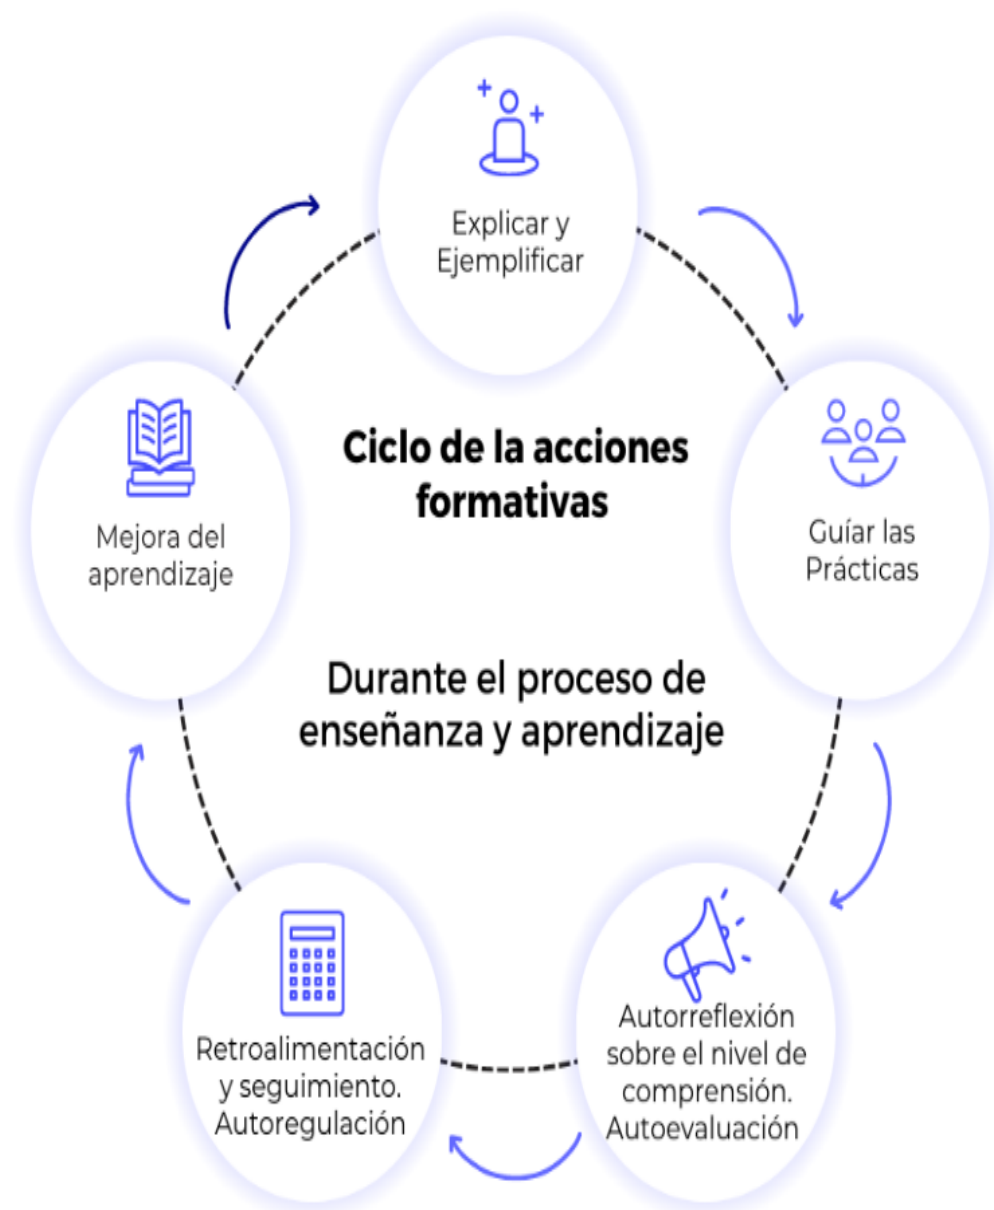 Explicar y
Ejemplificar
Ciclo de la acciones
formativas
Guíar las
Prácticas
Mejora del
aprendizaje
Durante el proceso de
enseñanza y aprendizaje
Autorreflexión
sobre el nivel de
comprensión.
Autoevaluación
Retroalimentación
y seguimiento.
Autoregulación